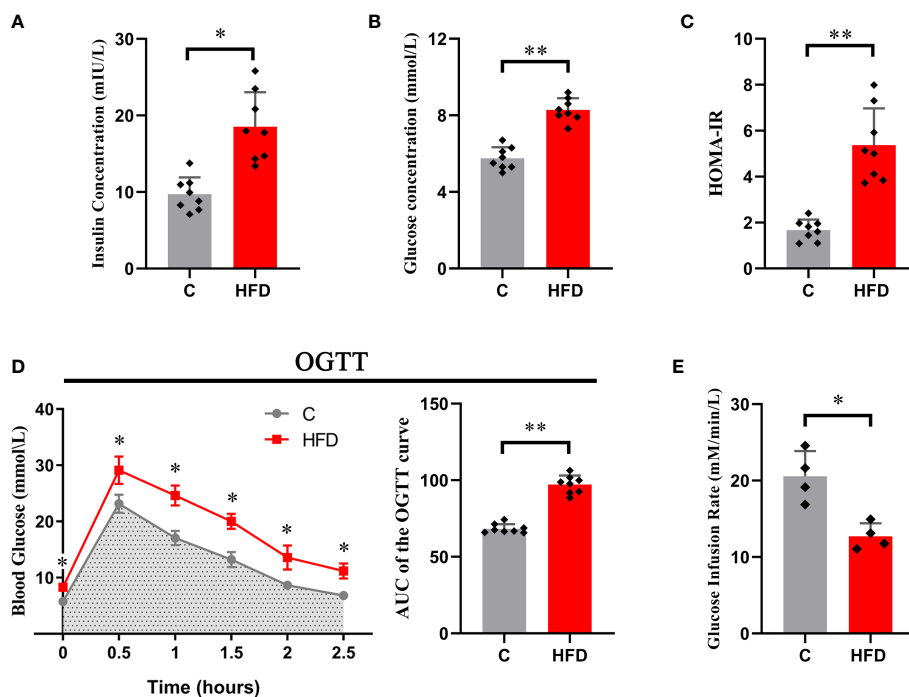 A
Insulin Concentration (mIU/L)
30
20
10
0
*
C
HFD
B
Glucose concentration (mmol/L)
12
8
4
0
**
C
HFD
C
HOMA-IR
10
8
6
4
2
0
**
C
HFD
D
OGTT
Blood Glucose (mmol\L)
40
30
20
10
C
HFD
*
*
*
*
*
*
0
0.5
1
1.5
2
2.5
Time (hours)
AUC of the OGTT curve
150
100
50
0
**
C
HFD
E
Glucose Infusion Rate (mM/min/L)
30
20
10
0
*
C
HFD